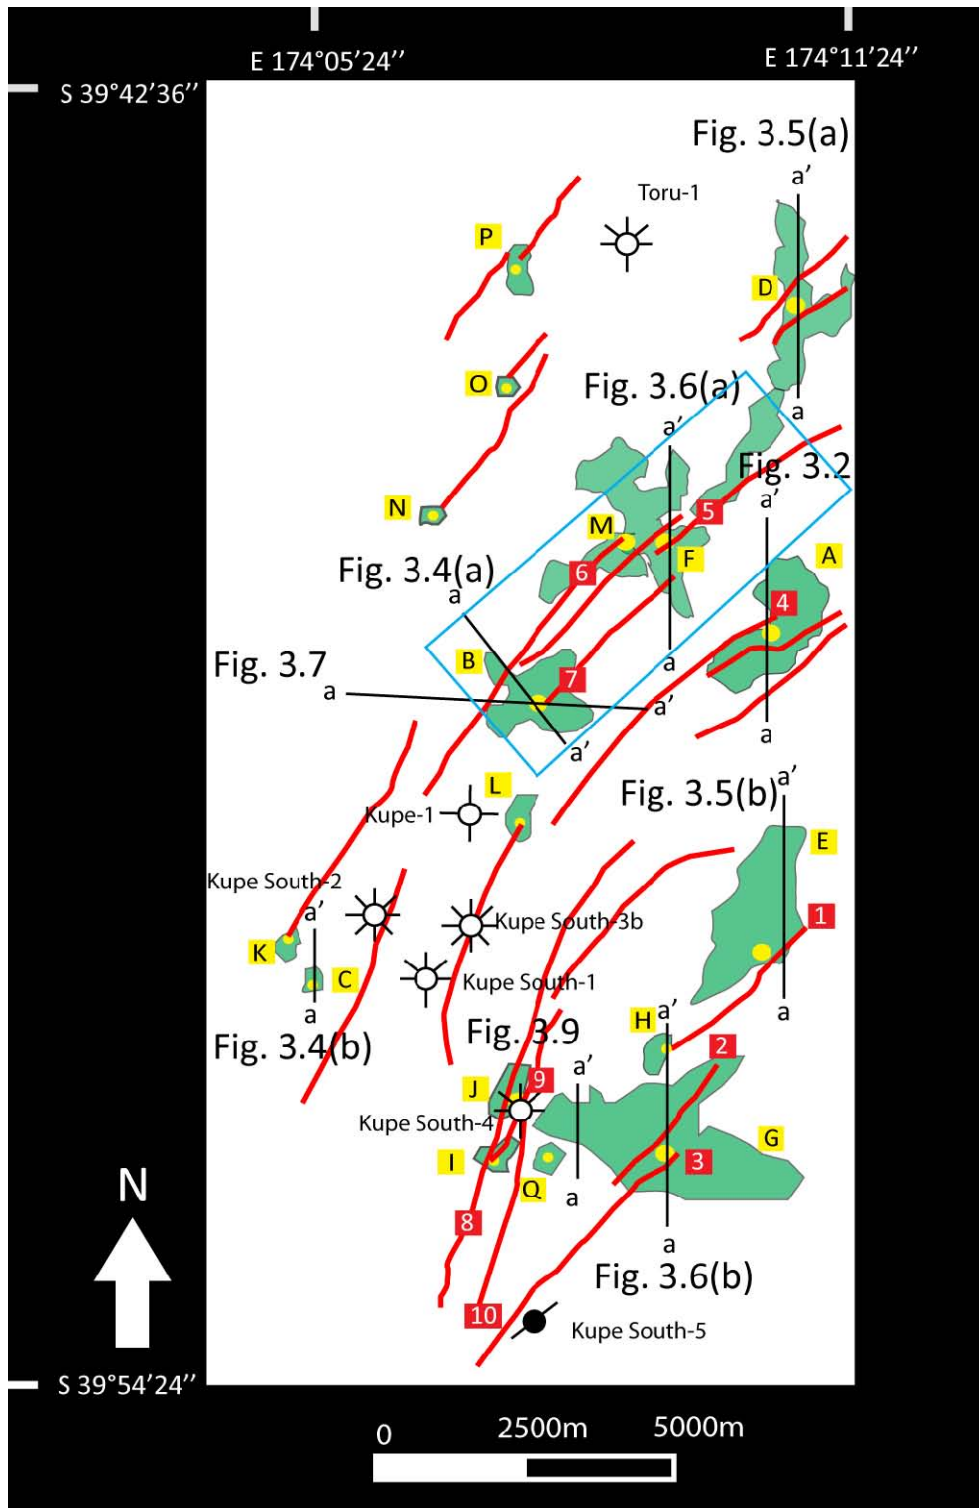 E 174°05’24’’
E 174°11’24’’
S 39°42’36’’
Fig. 3.5(a)
a’
Toru-1
P
D
O
Fig. 3.6(a)
a
a’
Fig. 3.2
a’
N
M
5
F
A
Fig. 3.4(a)
6
a
4
B
a
7
Fig. 3.7
a
a’
a’
a
L
a’
Fig. 3.5(b)
Kupe-1
E
Kupe South-2
a’
1
Kupe South-3b
K
C
Kupe South-1
a
a’
a
H
Fig. 3.4(b)
Fig. 3.9
2
a’
9
J
Kupe South-4
G
I
3
Q
a
N
8
a
Fig. 3.6(b)
10
Kupe South-5
S 39°54’24’’
0
2500m
5000m